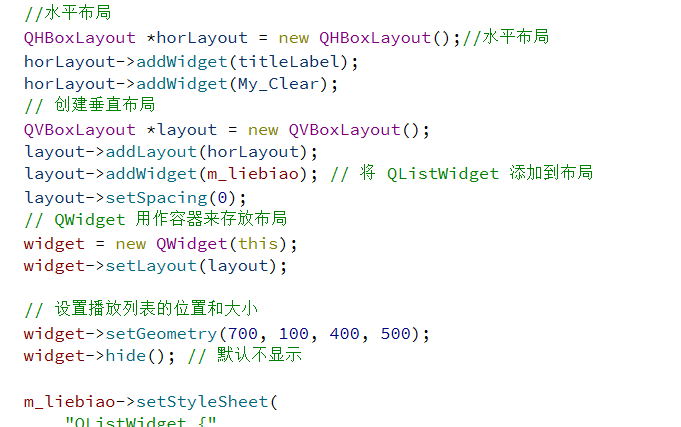 //水平布局
QHBoxLayout *horLayout = new QHBoxLayout();//水平布局
horLayout->addWidget(titleLabel);
horLayout->addWidget(My_Clear);
// 创建垂直布局
QVBoxLayout *layout = new QVBoxLayout();
layout->addLayout(horLayout);
layout->addWidget(m_liebiao); // 将 QListWidget 添加到布局
layout->setSpacing(0);
// QWidget 用作容器来存放布局
widget = new QWidget(this);
widget->setLayout(layout);
// 设置播放列表的位置和大小
widget->setGeometry(700, 100, 400, 500);
widget->hide(); // 默认不显示
m_liebiao->setStyleSheet(
"QListWidget {"